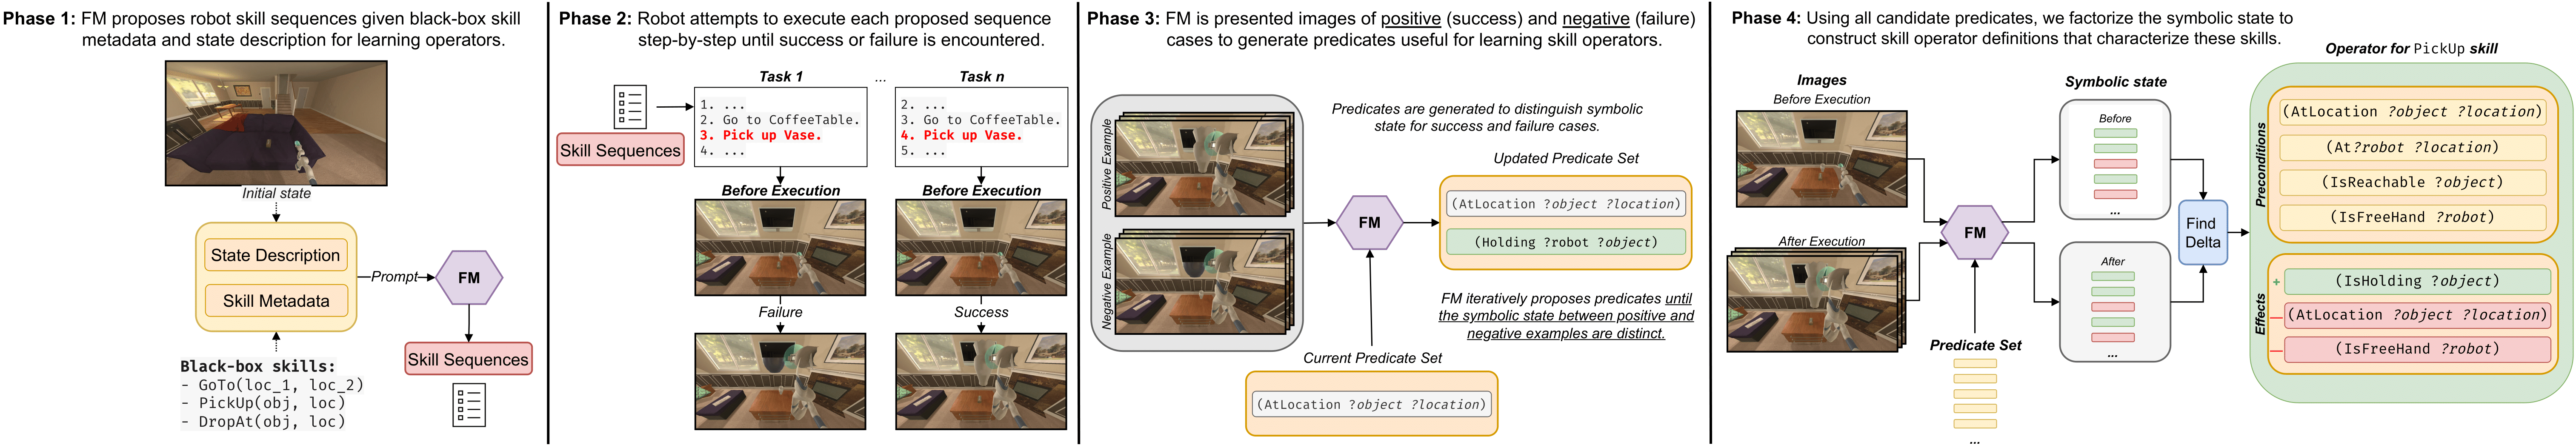 Phase 1: FM proposes robot skill sequences given black-box skill
metadata and state description for learning operators.
Initial state
State Description
Skill Metadata
Prompt
FM
Skill Sequences
Black-box skills:
- GoTo(loc_1, loc_2)
- PickUp(obj, loc)
- DropAt(obj, loc)
Phase 2: Robot attempts to execute each proposed sequence
step-by-step until success or failure is encountered.
Skill Sequences
Task 1
...
Task n
1. ...
2. Go to CoffeeTable.
3. Pick up Vase.
4. ...
2. ...
3. Go to CoffeeTable.
4. Pick up Vase.
5. ...
Before Execution
Before Execution
Failure
Success
Phase 3: FM is presented images of positive (success) and negative (failure)
cases to generate predicates useful for learning skill operators.
Positive Example
Negative Example
Predicates are generated to distinguish symbolic
state for success and failure cases.
FM
Updated Predicate Set
(AtLocation ?object ?location)
(Holding ?robot ?object)
FM iteratively proposes predicates until
the symbolic state between positive and
negative examples are distinct.
Current Predicate Set
(AtLocation ?object ?location)
Phase 4: Using all candidate predicates, we factorize the symbolic state to
construct skill operator definitions that characterize these skills.
Images
Before Execution
After Execution
FM
Predicate Set
...
Symbolic state
Before
...
After
...
Find
Delta
Operator for PickUp skill
Preconditions
(AtLocation ?object ?location)
(At?robot ?location)
(IsReachable ?object)
(IsFreeHand ?robot)
Effects
+ (IsHolding ?object)
— (AtLocation ?object ?location)
— (IsFreeHand ?robot)